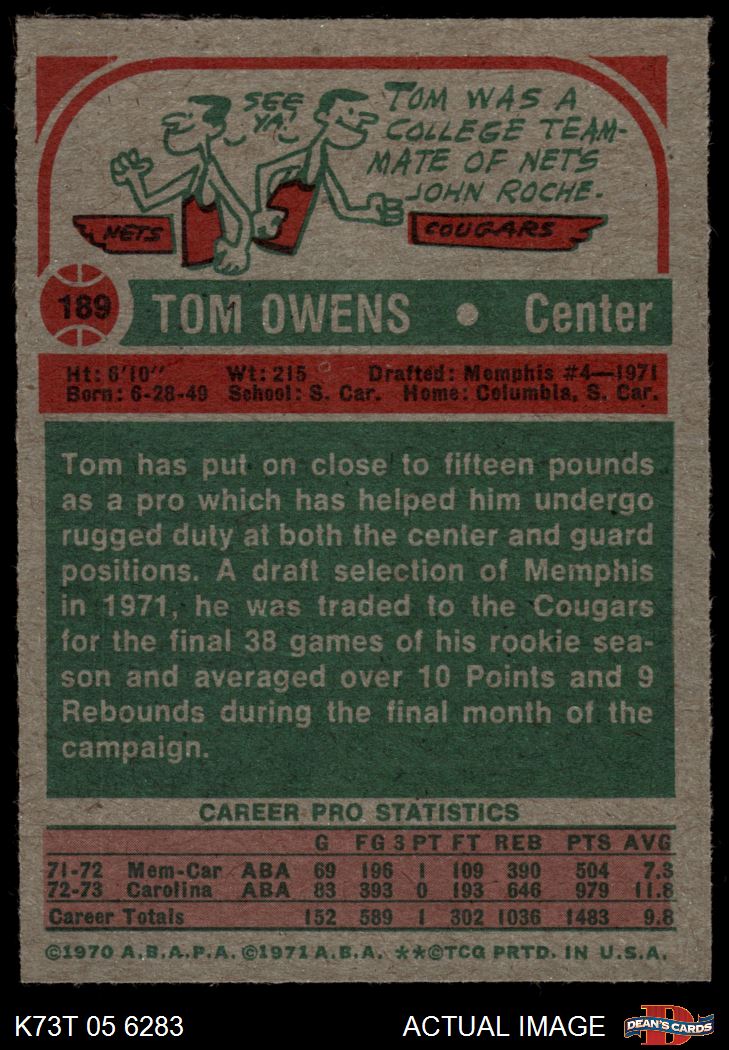 SEE
YA!
TOM WAS A
COLLEGE TEAM-
MATE OF NETS
JOHN ROCHE.
NETS
COUGARS
189 TOM OWENS • Center
Ht: 6'10" Wt: 215 Drafted: Memphis #4—1971
Born: 6-28-49 School: S. Car. Home: Columbia, S. Car.
Tom has put on close to fifteen pounds
as a pro which has helped him undergo
rugged duty at both the center and guard
positions. A draft selection of Memphis
in 1971, he was traded to the Cougars
for the final 38 games of his rookie sea-
son and averaged over 10 Points and 9
Rebounds during the final month of the
campaign.
CAREER PRO STATISTICS
G FG 3 PT FT REB PTS AVG
71-72 Mem-Car ABA 69 196 1 109 390 504 7.3
72-73 Carolina ABA 83 393 0 193 646 979 11.8
Career Totals 152 589 1 302 1036 1483 9.8
©1970 A.B.A.P.A. ©1971 A.B.A. **©TCG PRTD. IN U.S.A.
K73T 05 6283 ACTUAL IMAGE D DEAN'S CARDS